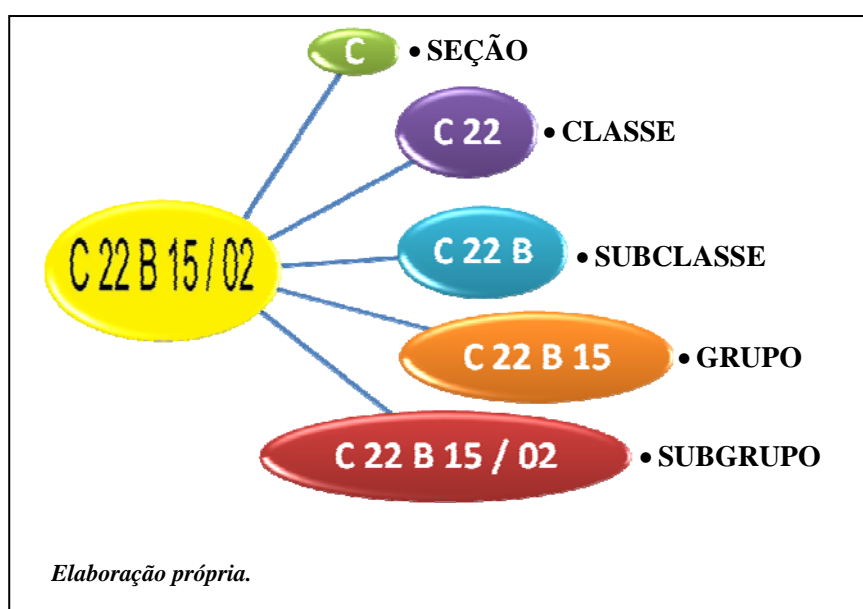 C • SEÇÃO
C 22 • CLASSE
C 22 B 15 / 02
C 22 B • SUBCLASSE
C 22 B 15 • GRUPO
C 22 B 15 / 02 • SUBGRUPO
Elaboração própria.